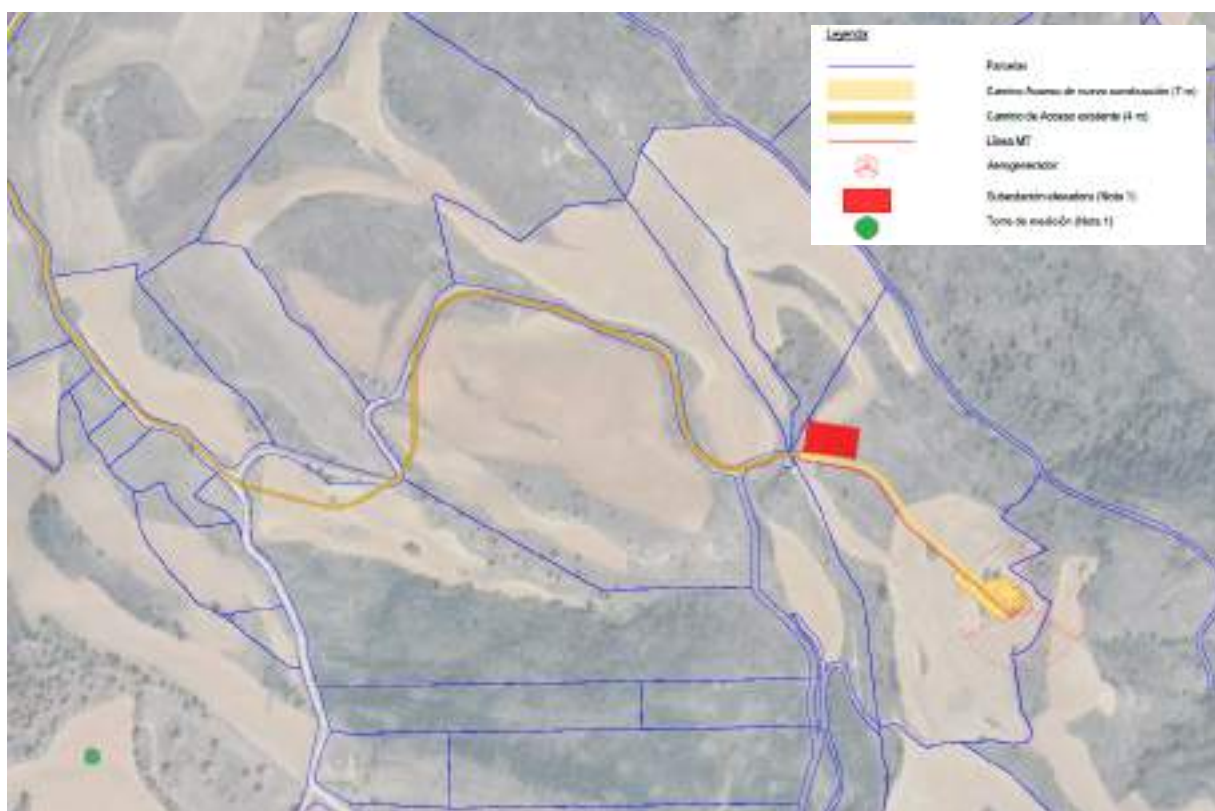 Leyenda
Parcelas
Camino Acceso de nueva construcción (7 m)
Camino de Acceso existente (4 m)
Línea MT
Aerogenerador
Subestación elevadora (Nota 1)
Torre de medición (Nota 1)